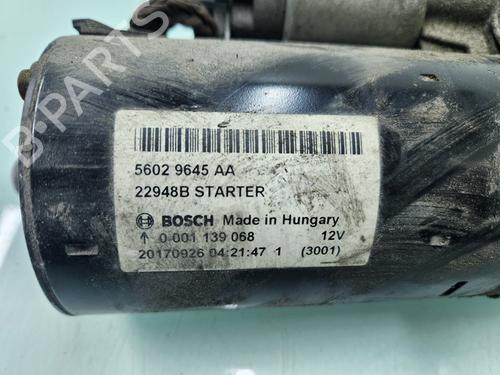 B-PARTS
5602 9645 AA
22948B STARTER
BOSCH Made in Hungary
↑ 0 001 139 068 12V
20170926 04:21:47 1 (3001)